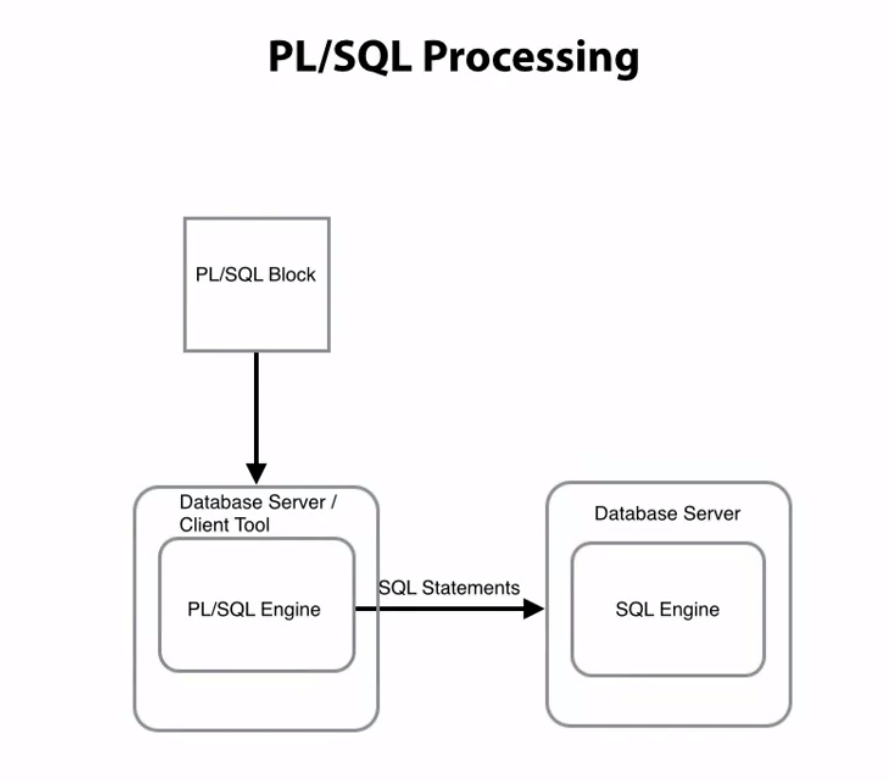 PL/SQL Processing
PL/SQL Block
Database Server /
Client Tool
PL/SQL Engine
SQL Statements
Database Server
SQL Engine